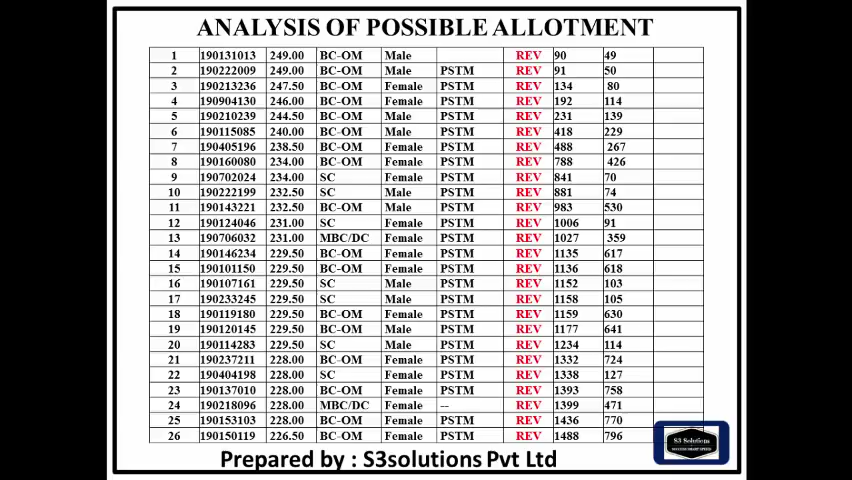 ANALYSIS OF POSSIBLE ALLOTMENT
1 190131013 249.00 BC-OM Male REV 90 49
2 190222009 249.00 BC-OM Male PSTM REV 91 50
3 190213236 247.50 BC-OM Female PSTM REV 134 80
4 190904130 246.00 BC-OM Female PSTM REV 192 114
5 190210239 244.50 BC-OM Male PSTM REV 231 139
6 190115085 240.00 BC-OM Male PSTM REV 418 229
7 190405196 238.50 BC-OM Female PSTM REV 488 267
8 190160080 234.00 BC-OM Female PSTM REV 788 426
9 190702024 234.00 SC Female PSTM REV 841 70
10 190222199 232.50 SC Male PSTM REV 881 74
11 190143221 232.50 BC-OM Male PSTM REV 983 530
12 190124046 231.00 SC Female PSTM REV 1006 91
13 190706032 231.00 MBC/DC Female PSTM REV 1027 359
14 190146234 229.50 BC-OM Female PSTM REV 1135 617
15 190101150 229.50 BC-OM Female PSTM REV 1136 618
16 190107161 229.50 SC Male PSTM REV 1152 103
17 190233245 229.50 SC Male PSTM REV 1158 105
18 190119180 229.50 BC-OM Female PSTM REV 1159 630
19 190120145 229.50 BC-OM Male PSTM REV 1177 641
20 190114283 229.50 SC Male PSTM REV 1234 114
21 190237211 228.00 BC-OM Female PSTM REV 1332 724
22 190404198 228.00 SC Female PSTM REV 1338 127
23 190137010 228.00 BC-OM Female PSTM REV 1393 758
24 190218096 228.00 MBC/DC Female -- REV 1399 471
25 190153103 228.00 BC-OM Female PSTM REV 1436 770
26 190150119 226.50 BC-OM Female PSTM REV 1488 796
S3 Solutions
Prepared by : S3solutions Pvt Ltd